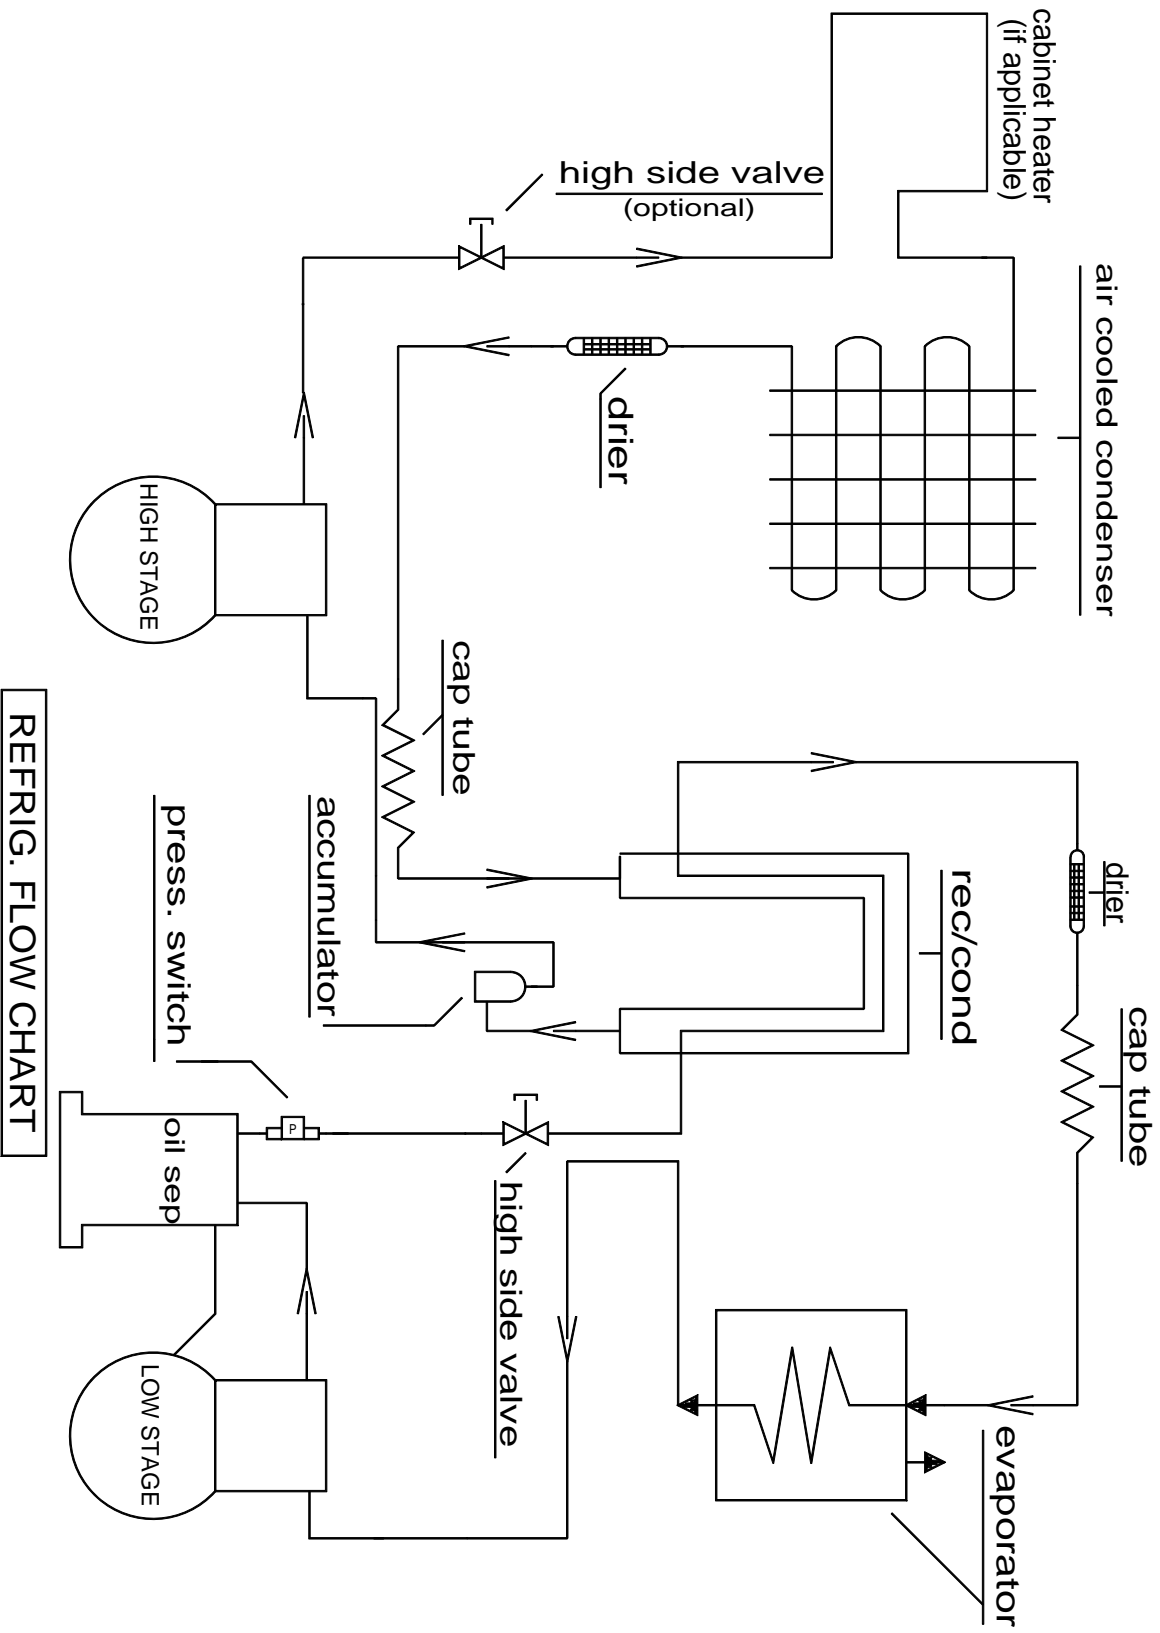 cabinet heater
(if applicable)
high side valve
(optional)
air cooled condenser
drier
HIGH STAGE
cap tube
accumulator
press. switch
REFRIG. FLOW CHART
rec/cond
drier
cap tube
P
oil sep
high side valve
LOW STAGE
evaporator